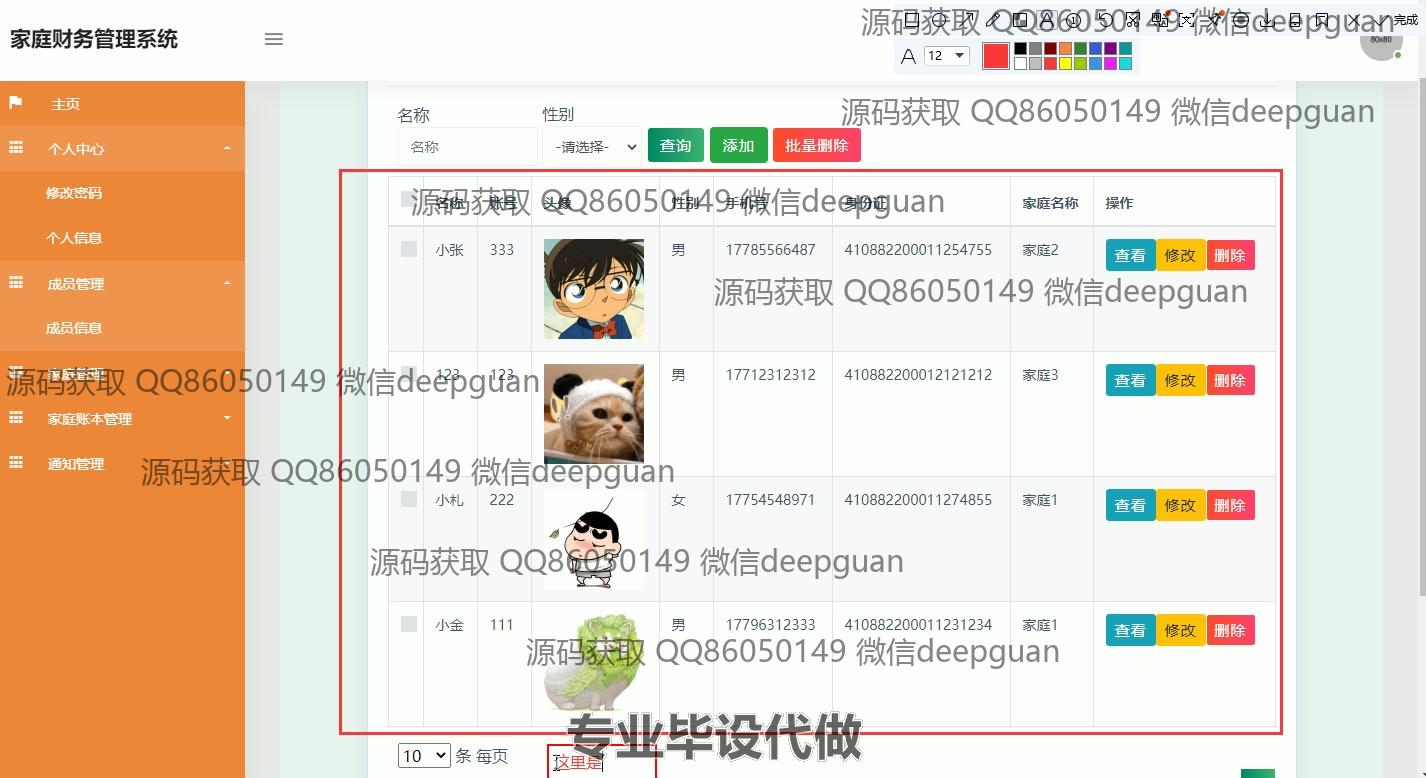 家庭财务管理系统
源码获取 QQ86050149 微信deepguan
完成
80x80
12
主页
个人中心
修改密码
个人信息
成员管理
成员信息
家庭管理
家庭账本管理
通知管理
源码获取 QQ86050149 微信deepguan
名称 性别
名称 -请选择- 查询 添加 批量删除
源码获取 QQ86050149 微信deepguan
名称 账号 头像 性别 手机号 身份证 家庭名称 操作
小张 333 男 17785566487 410882200011254755 家庭2 查看 修改 删除
源码获取 QQ86050149 微信deepguan
123 123 男 17712312312 410882200012121212 家庭3 查看 修改 删除
源码获取 QQ86050149 微信deepguan
源码获取 QQ86050149 微信deepguan
小札 222 女 17754548971 410882200011274855 家庭1 查看 修改 删除
源码获取 QQ86050149 微信deepguan
小金 111 男 17796312333 410882200011231234 家庭1 查看 修改 删除
源码获取 QQ86050149 微信deepguan
专业毕设代做
10 条 每页
这里是